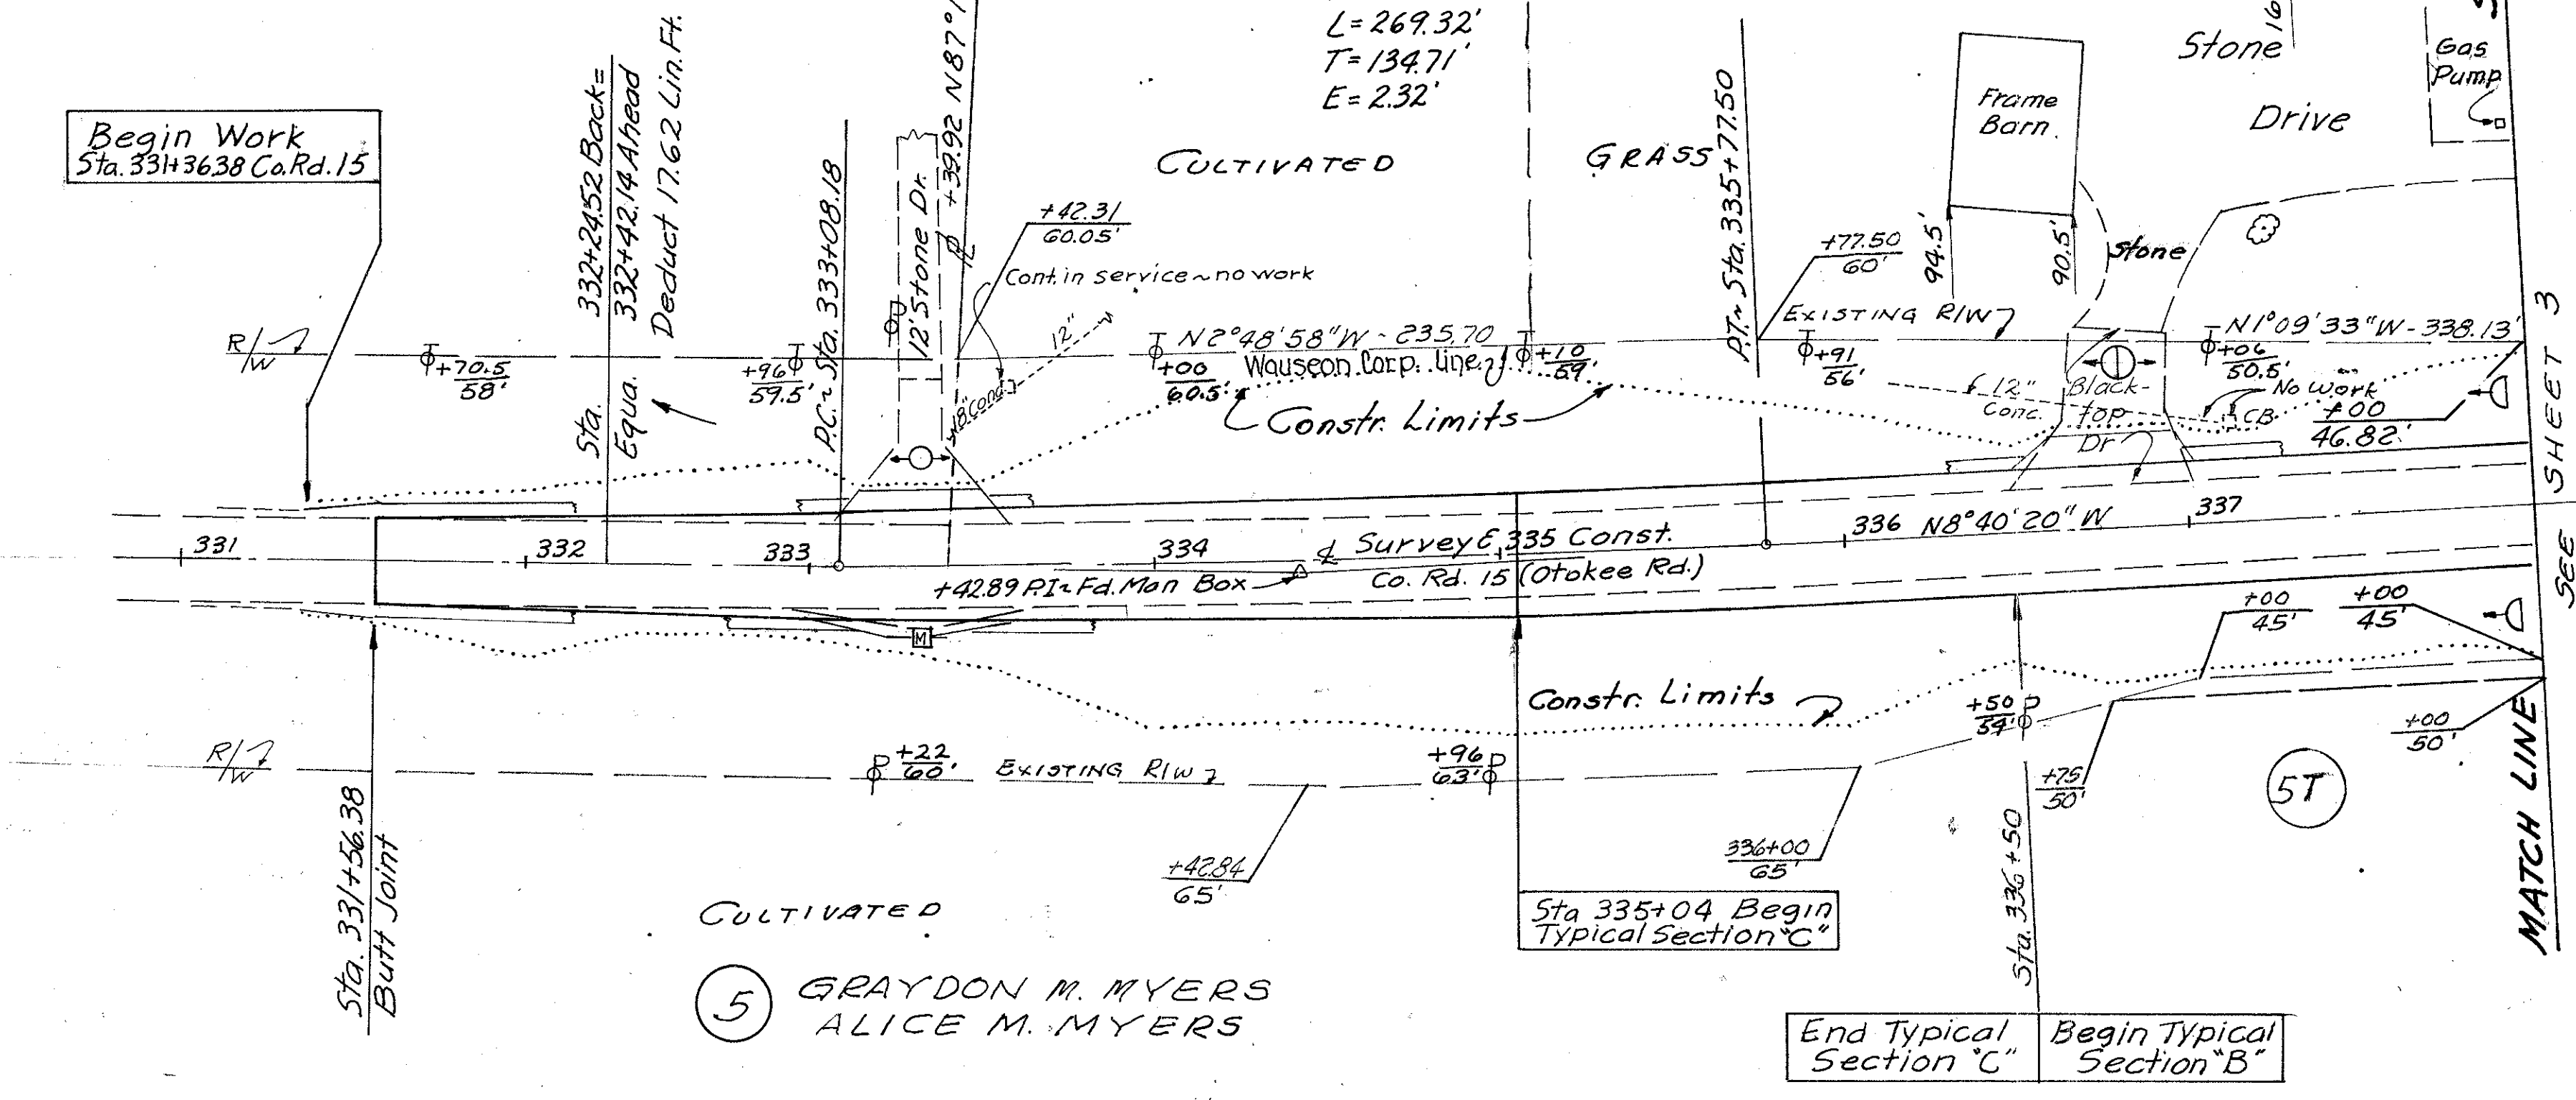 L = 269.32'
T = 134.71'
E = 2.32'
Begin Work
Sta. 331+36.38 Co. Rd. 15
Sta. 332+24.52 Back =
Equa. 332+42.14 Ahead
Deduct 17.62 Lin. Ft.
P.C. ~ Sta. 333+08.18
12' Stone Dr.
+39.92 N87°
+42.31
60.05'
Cont. in service ~ no work
12"
18" Cond.
CULTIVATED
GRASS
P.T. ~ Sta. 335+77.50
+77.50
60'
Frame
Barn.
94.5'
90.5'
Stone
Drive
16
Gas
Pump
Stone
R/W
+70.5
58'
+96
59.5'
+00
60.5'
N 2°48'58" W ~ 235.70
Wauseon Corp. Line
+10
59'
EXISTING R/W
+91
56'
N 1°09'33" W - 338.13'
+06
50.5'
No work
12"
Conc.
Black-
top
Dr
CB
+00
46.82'
Constr. Limits
331
332
333
334
℄ Survey & 335 Const.
Co. Rd. 15 (Otokee Rd.)
336 N 8°40'20" W
337
+42.89 P.I. ~ Fd. Mon Box
M
+00
45'
+00
45'
Constr. Limits
+50
54'
+00
50'
+75
50'
R/W
+22
60'
EXISTING R/W
+96
63'
+42.84
65'
336+00
65'
5T
Sta. 331+56.38
Butt Joint
CULTIVATED
Sta 335+04 Begin
Typical Section "C"
Sta. 336+50
5 GRAYDON M. MYERS
ALICE M. MYERS
End Typical
Section "C"
Begin Typical
Section "B"
MATCH LINE
SEE SHEET 3